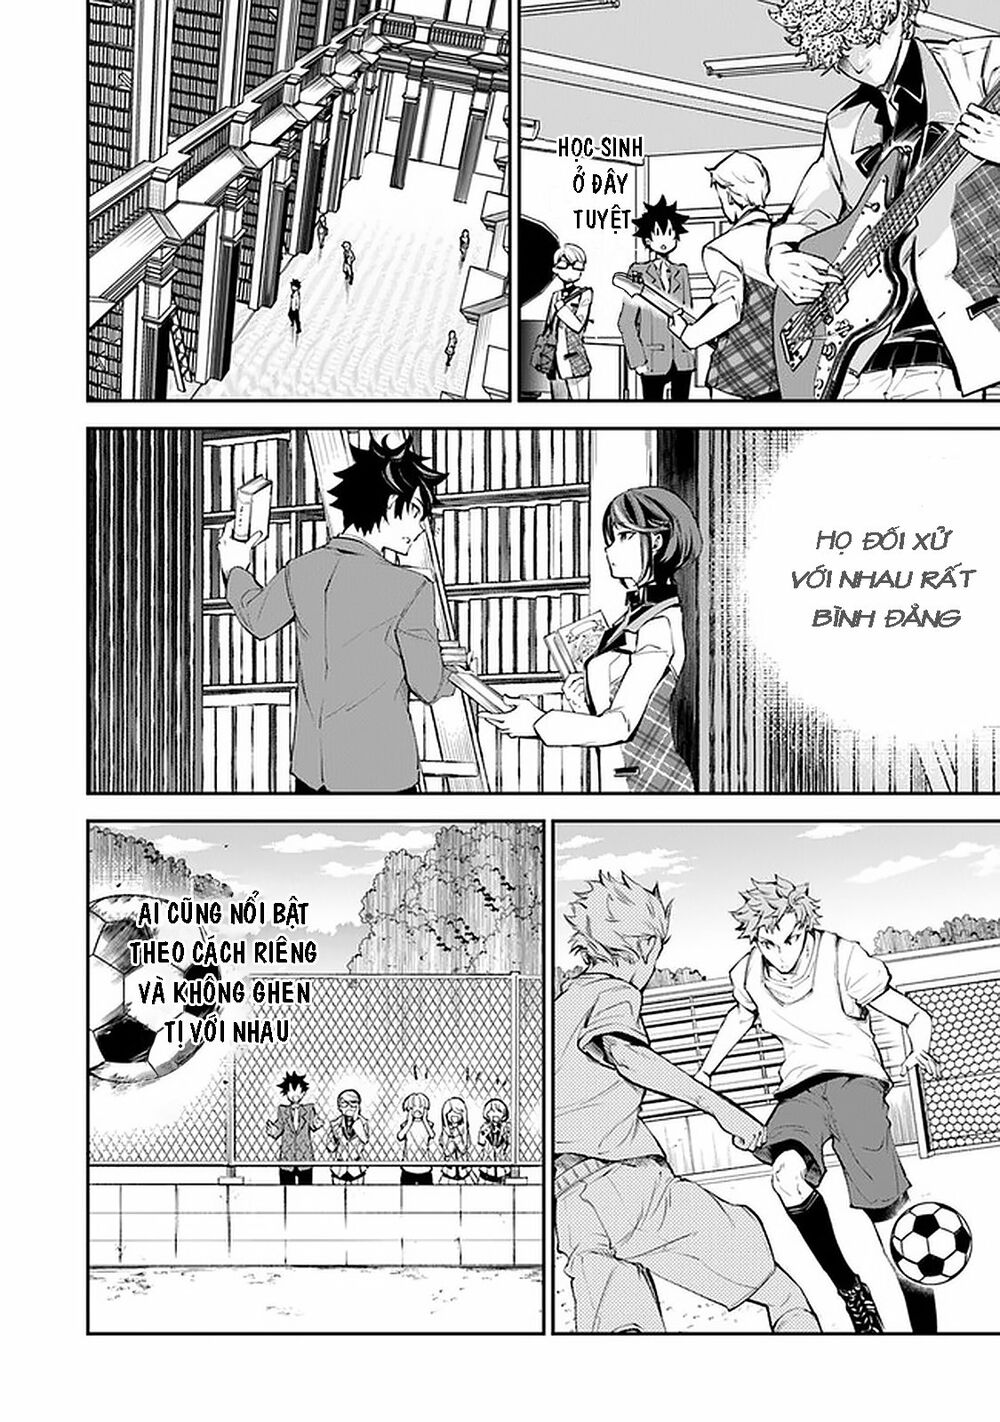 HỌC SINH
Ở ĐÂY
TUYỆT
HỌ ĐỐI XỬ
VỚI NHAU RẤT
BÌNH ĐẲNG
AI CŨNG NỔI BẬT
THEO CÁCH RIÊNG
VÀ KHÔNG GHEN
TỊ VỚI NHAU